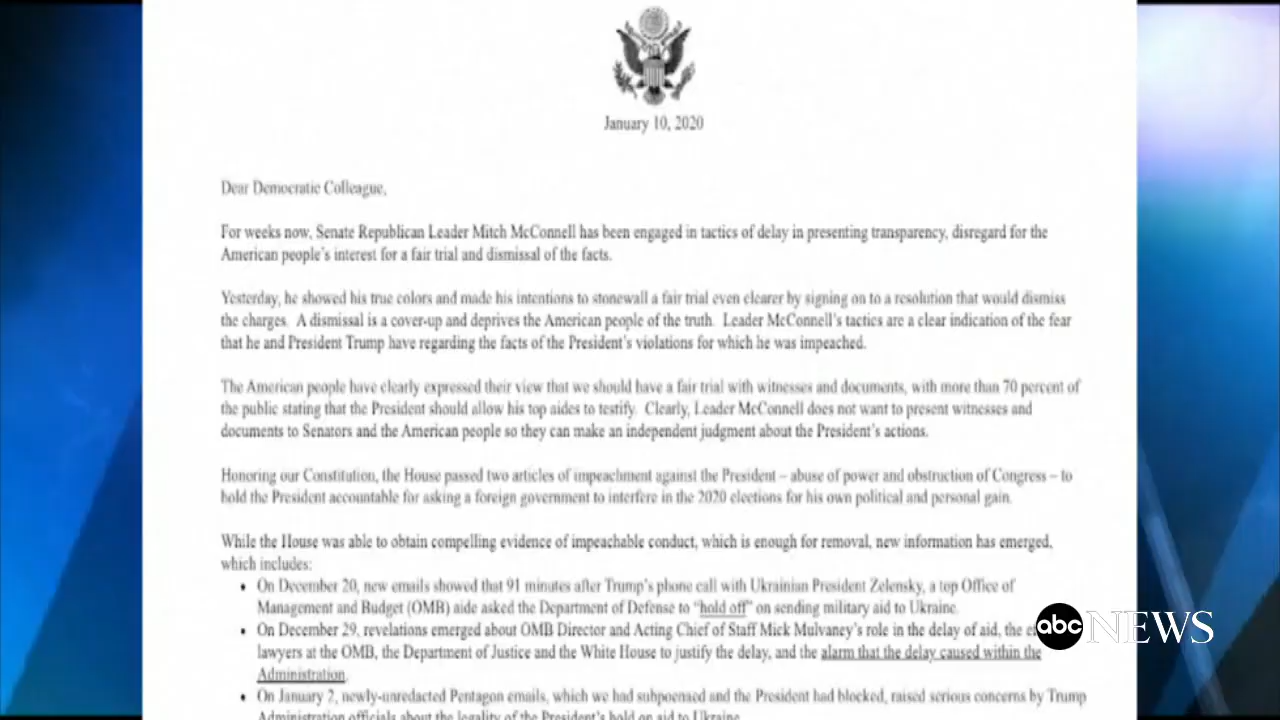 January 10, 2020
Dear Democratic Colleague,
For weeks now, Senate Republican Leader Mitch McConnell has been engaged in tactics of delay in presenting transparency, disregard for the
American people's interest for a fair trial and dismissal of the facts.
Yesterday, he showed his true colors and made his intentions to stonewall a fair trial even clearer by signing on to a resolution that would dismiss
the charges. A dismissal is a cover-up and deprives the American people of the truth. Leader McConnell's tactics are a clear indication of the fear
that he and President Trump have regarding the facts of the President's violations for which he was impeached.
The American people have clearly expressed their view that we should have a fair trial with witnesses and documents, with more than 70 percent of
the public stating that the President should allow his top aides to testify. Clearly, Leader McConnell does not want to present witnesses and
documents to Senators and the American people so they can make an independent judgment about the President's actions.
Honoring our Constitution, the House passed two articles of impeachment against the President – abuse of power and obstruction of Congress – to
hold the President accountable for asking a foreign government to interfere in the 2020 elections for his own political and personal gain.
While the House was able to obtain compelling evidence of impeachable conduct, which is enough for removal, new information has emerged,
which includes:
• On December 20, new emails showed that 91 minutes after Trump's phone call with Ukrainian President Zelensky, a top Office of
Management and Budget (OMB) aide asked the Department of Defense to "hold off" on sending military aid to Ukraine.
• On December 29, revelations emerged about OMB Director and Acting Chief of Staff Mick Mulvaney's role in the delay of aid, the
lawyers at the OMB, the Department of Justice and the White House to justify the delay, and the alarm that the delay caused within the
Administration.
• On January 2, newly-unredacted Pentagon emails, which we had subpoenaed and the President had blocked, raised serious concerns by Trump
Administration officials about the legality of the President's hold on aid to Ukraine.
abc NEWS